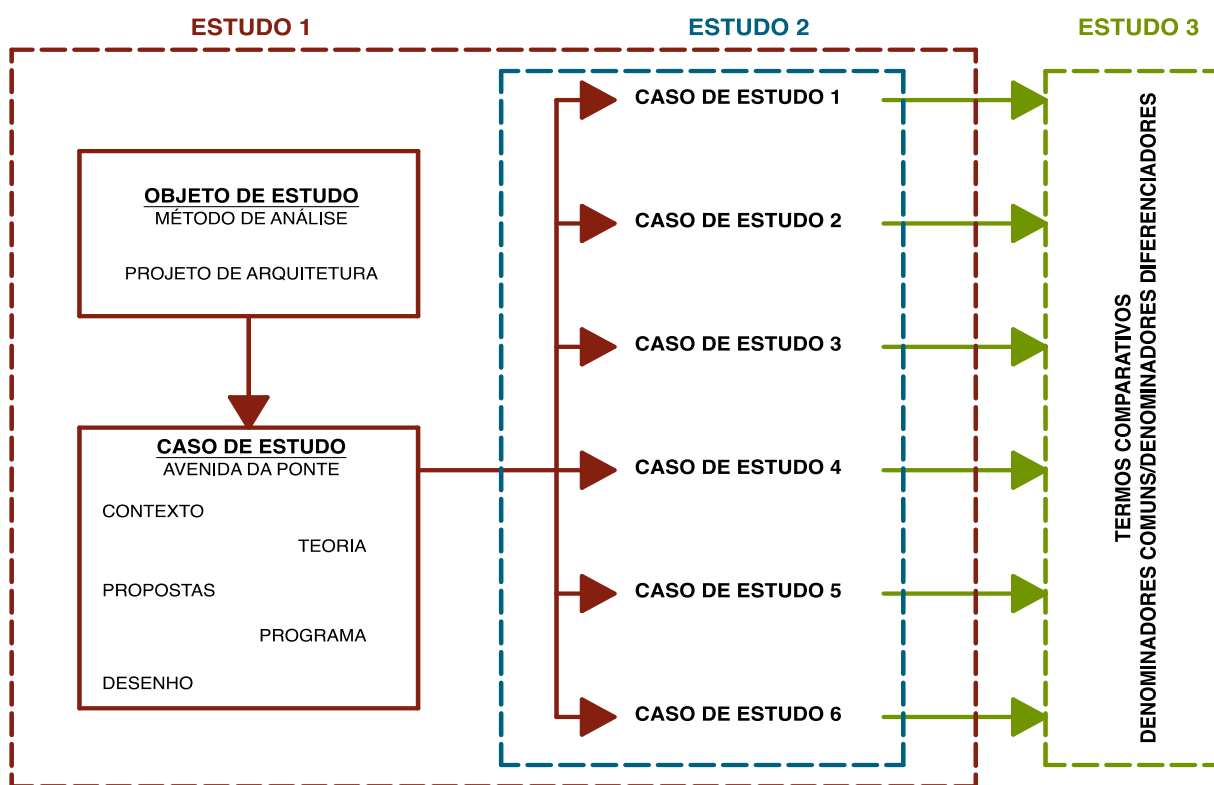 ESTUDO 1
ESTUDO 2
ESTUDO 3
OBJETO DE ESTUDO
MÉTODO DE ANÁLISE
PROJETO DE ARQUITETURA
CASO DE ESTUDO
AVENIDA DA PONTE
CONTEXTO
TEORIA
PROPOSTAS
PROGRAMA
DESENHO
CASO DE ESTUDO 1
CASO DE ESTUDO 2
CASO DE ESTUDO 3
CASO DE ESTUDO 4
CASO DE ESTUDO 5
CASO DE ESTUDO 6
TERMOS COMPARATIVOS
DENOMINADORES COMUNS/DENOMINADORES DIFERENCIADORES